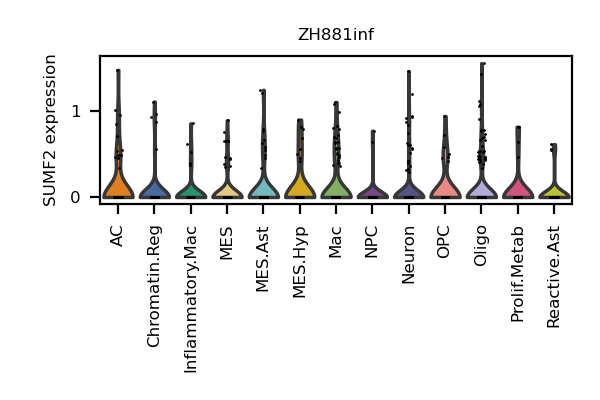 ZH881inf
SUMF2 expression
1
0
AC
Chromatin.Reg
Inflammatory.Mac
MES
MES.Ast
MES.Hyp
Mac
NPC
Neuron
OPC
Oligo
Prolif.Metab
Reactive.Ast